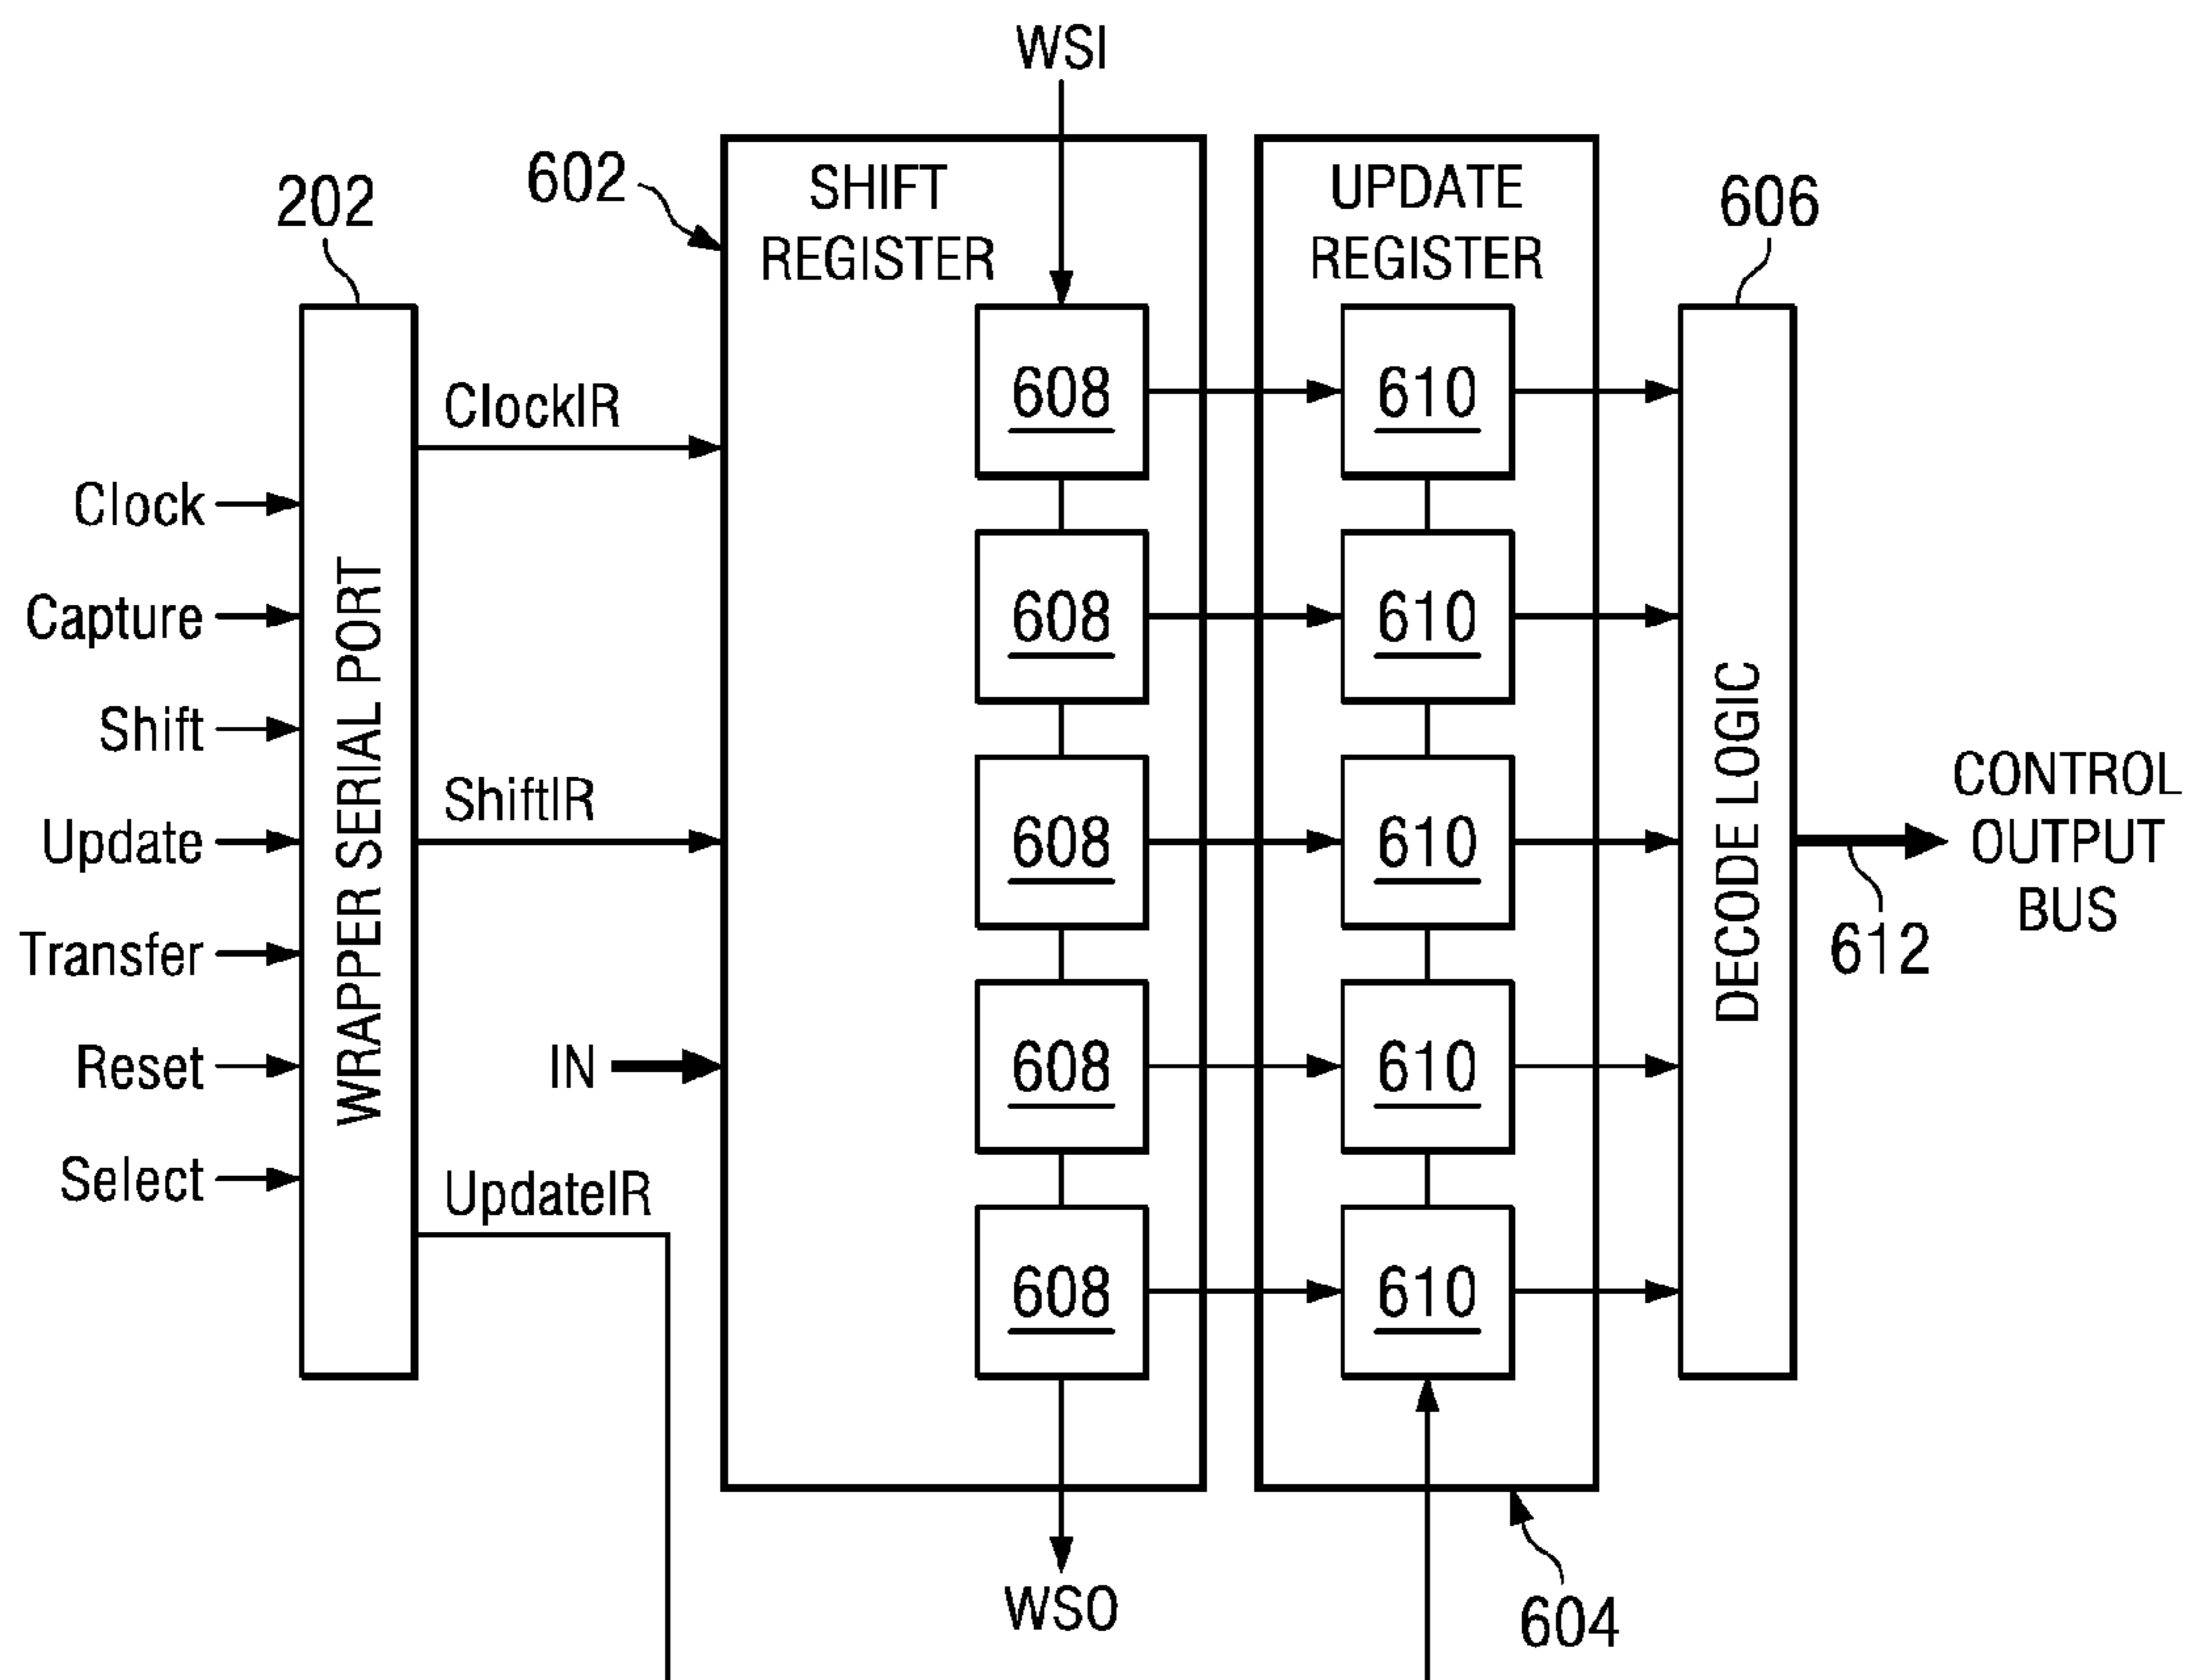 WSI
602
SHIFT
REGISTER
UPDATE
REGISTER
202
606
ClockIR
Clock
Capture
Shift
Update
Transfer
Reset
Select
WRAPPER SERIAL PORT
ShiftIR
IN
UpdateIR
608
608
608
608
608
610
610
610
610
610
DECODE LOGIC
CONTROL
OUTPUT
BUS
612
WSO
604